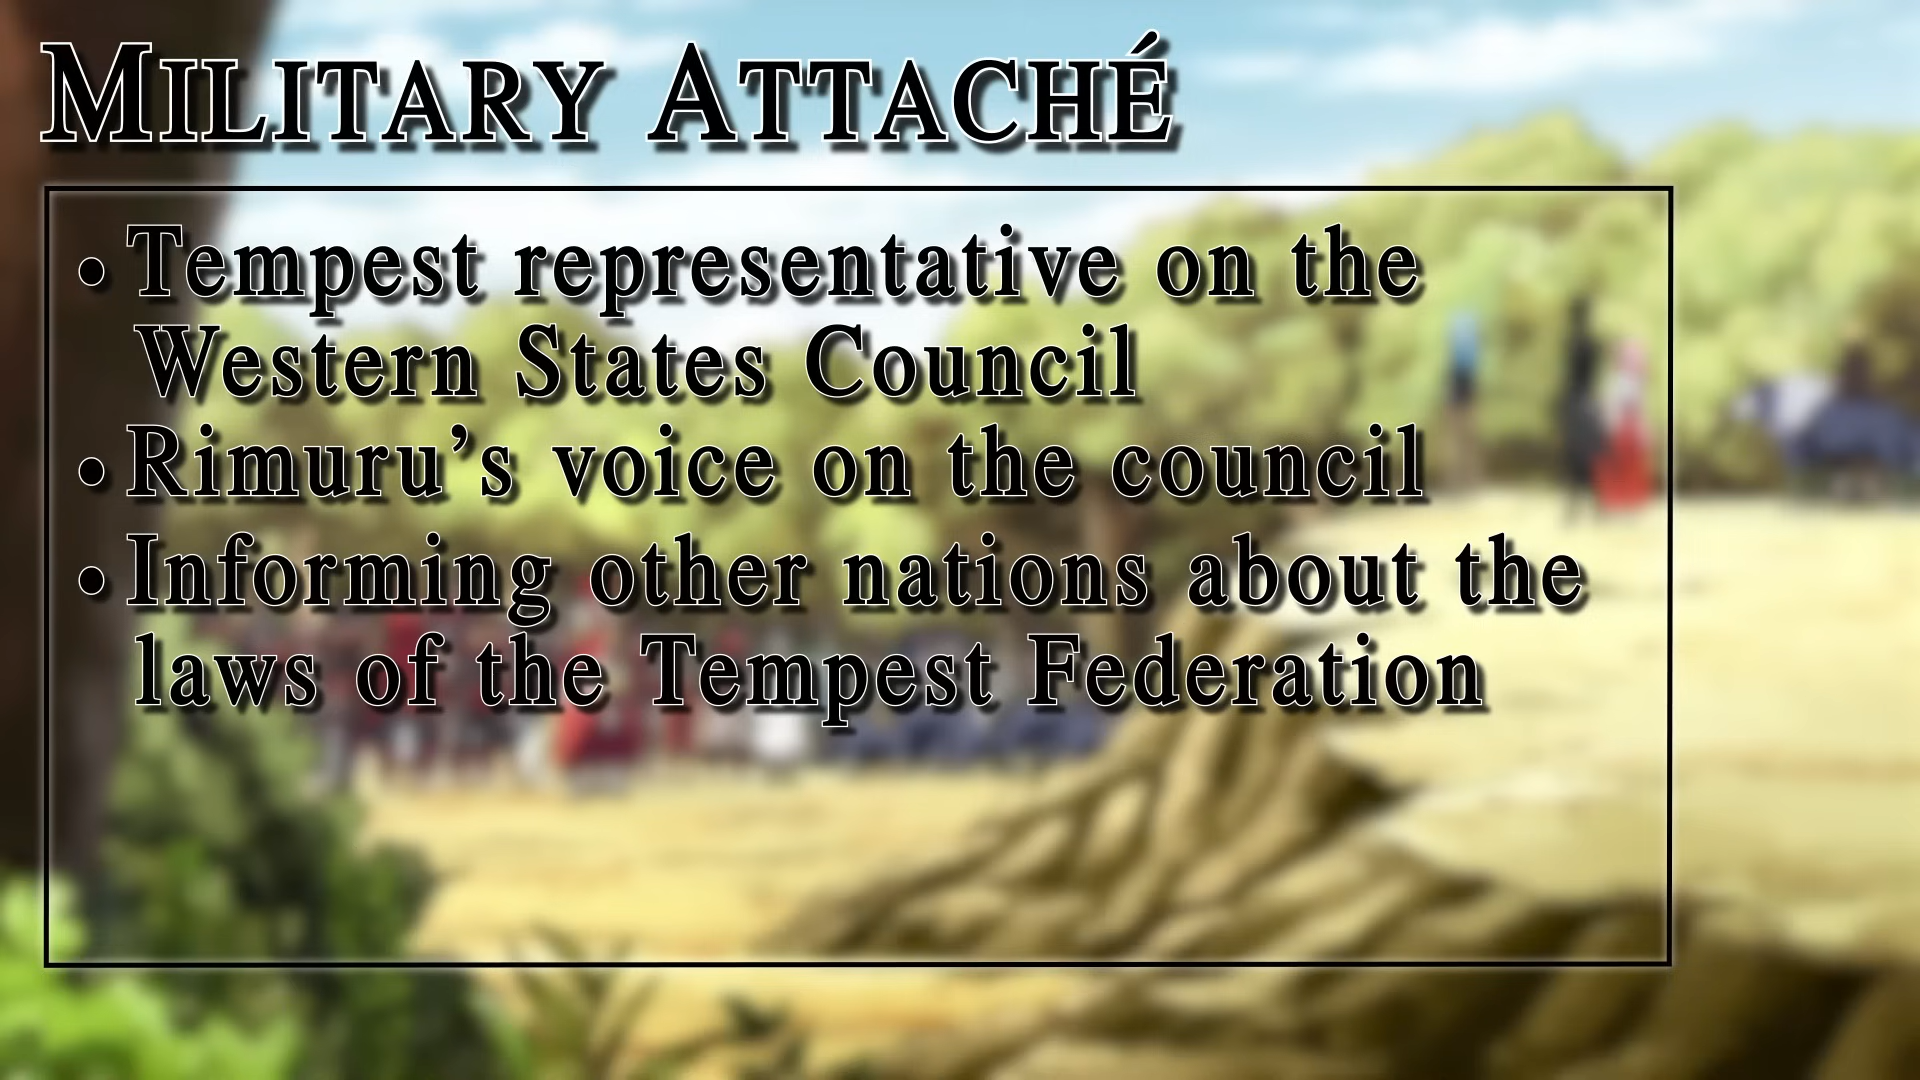 MILITARY ATTACHÉ
• Tempest representative on the
Western States Council
• Rimuru’s voice on the council
• Informing other nations about the
laws of the Tempest Federation